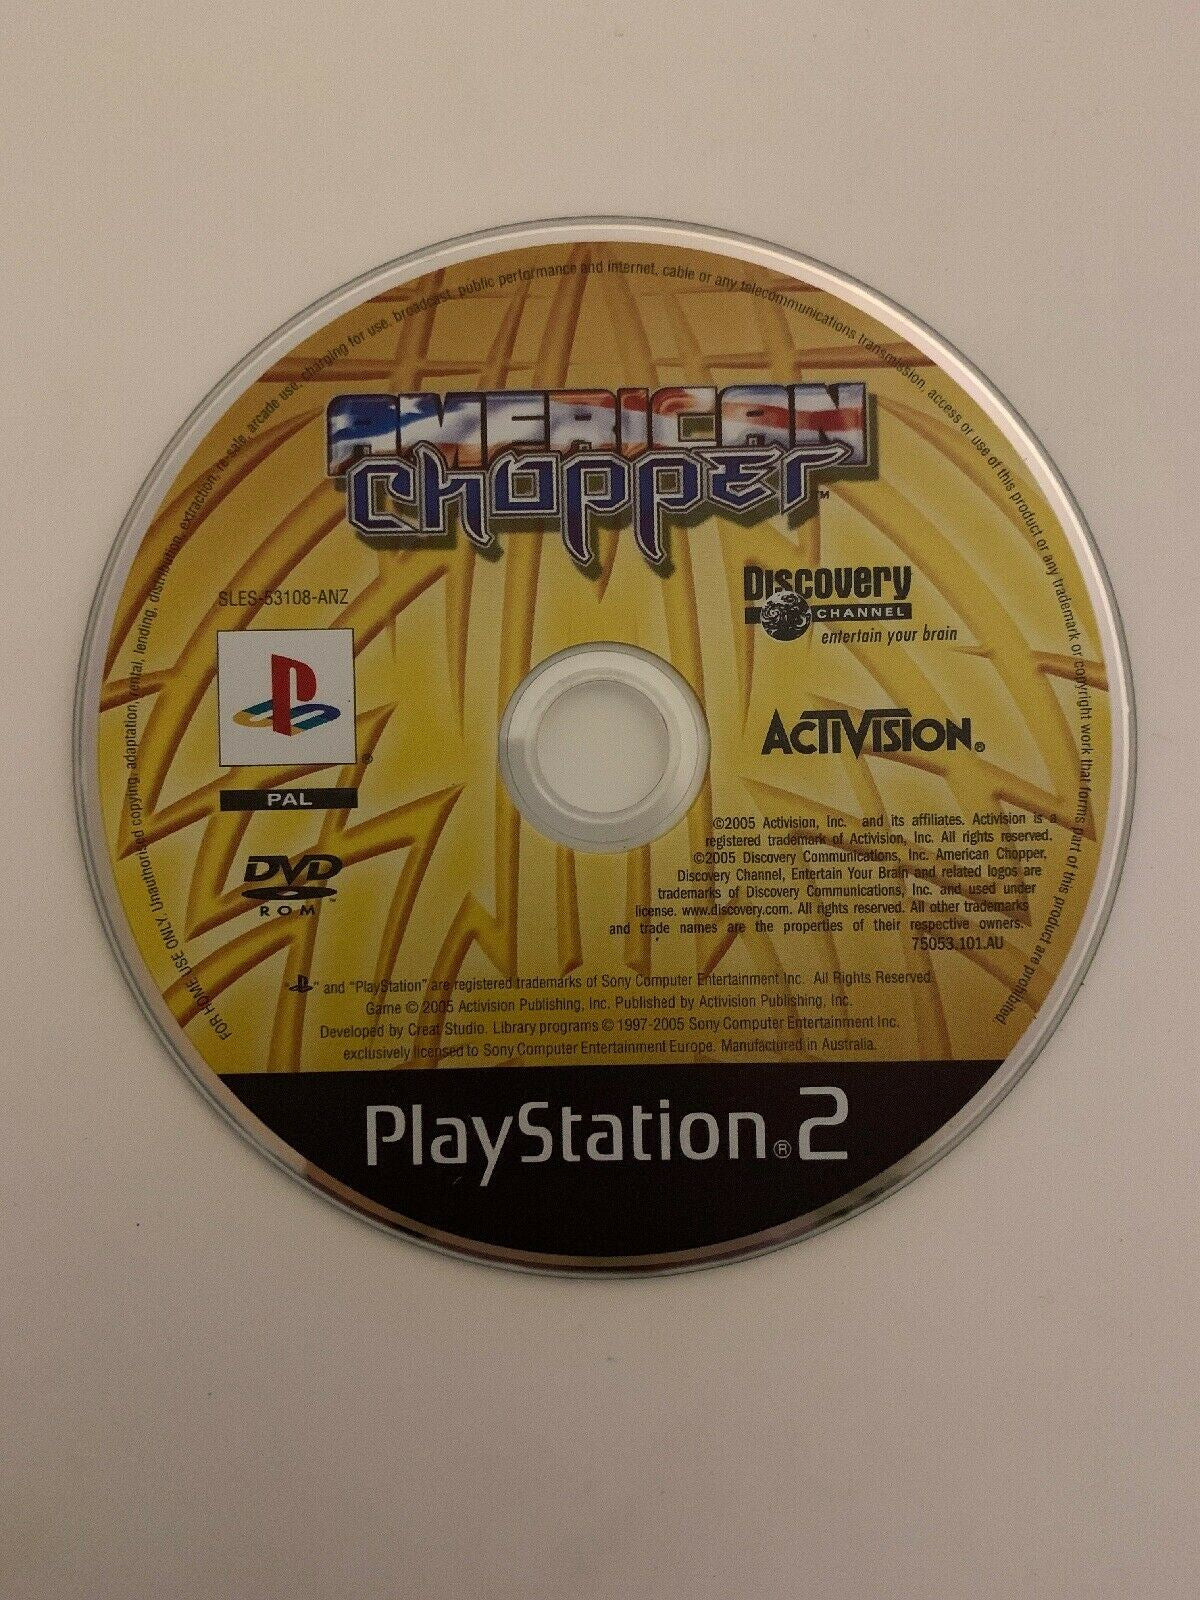 FOR HOME USE ONLY. Unauthorised copying, adaptation, rental, lending, distribution, extraction, re-sale, arcade use, charging for use, broadcast, public performance and internet, cable or any telecommunications transmission, access or use of this product or any trademark or copyright work that forms part of this product are prohibited
AMERICAN
Chopper™
SLES-53108-ANZ
Discovery
CHANNEL
entertain your brain
ACTIVISION®
®
PAL
DVD
ROM™
©2005 Activision, Inc. and its affiliates. Activision is a
registered trademark of Activision, Inc. All rights reserved.
©2005 Discovery Communications, Inc. American Chopper,
Discovery Channel, Entertain Your Brain and related logos are
trademarks of Discovery Communications, Inc. and used under
license. www.discovery.com. All rights reserved. All other trademarks
and trade names are the properties of their respective owners.
75053.101.AU
" " and "PlayStation" are registered trademarks of Sony Computer Entertainment Inc. All Rights Reserved.
Game © 2005 Activision Publishing, Inc. Published by Activision Publishing, Inc.
Developed by Creat Studio. Library programs © 1997-2005 Sony Computer Entertainment Inc.
exclusively licensed to Sony Computer Entertainment Europe. Manufactured in Australia.
PlayStation®2